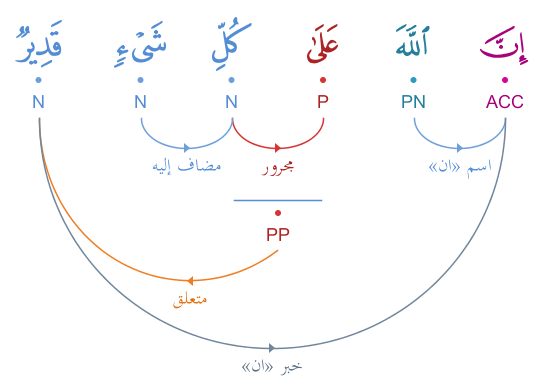 إِنَّ ٱللَّهَ عَلَىٰ كُلِّ شَىْءٍۢ قَدِيرٌۭ
ACC PN P N N N
اسم «ان» مجرور مضاف إليه
PP
متعلق
خبر «ان»